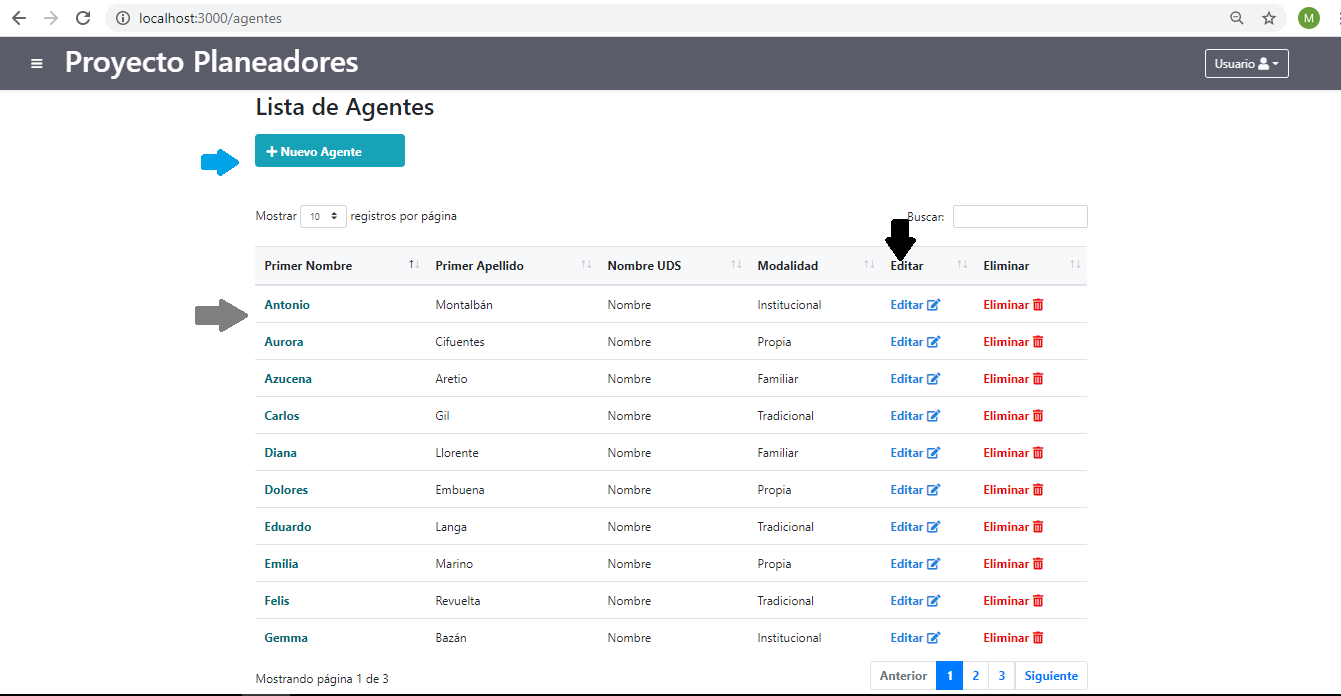 localhost:3000/agentes
M
Proyecto Planeadores
Usuario
Lista de Agentes
+ Nuevo Agente
Mostrar 10 registros por página Buscar:
Primer Nombre Primer Apellido Nombre UDS Modalidad Editar Eliminar
Antonio Montalbán Nombre Institucional Editar Eliminar
Aurora Cifuentes Nombre Propia Editar Eliminar
Azucena Aretio Nombre Familiar Editar Eliminar
Carlos Gil Nombre Tradicional Editar Eliminar
Diana Llorente Nombre Familiar Editar Eliminar
Dolores Embuena Nombre Propia Editar Eliminar
Eduardo Langa Nombre Tradicional Editar Eliminar
Emilia Marino Nombre Propia Editar Eliminar
Felis Revuelta Nombre Tradicional Editar Eliminar
Gemma Bazán Nombre Institucional Editar Eliminar
Mostrando página 1 de 3 Anterior 1 2 3 Siguiente